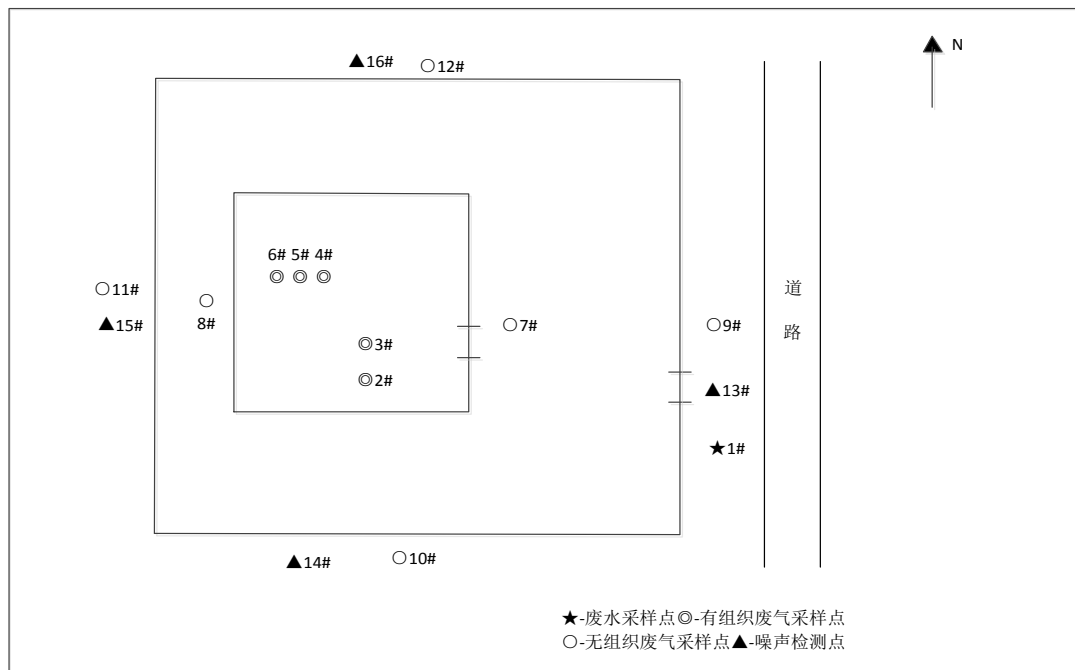 ▲16#
○12#
N
6# 5# 4#
◎ ◎ ◎
○11#
▲15#
○
8#
◎3#
◎2#
○7#
○9#
▲13#
★1#
道
路
▲14#
○10#
★-废水采样点◎-有组织废气采样点
○-无组织废气采样点▲-噪声检测点